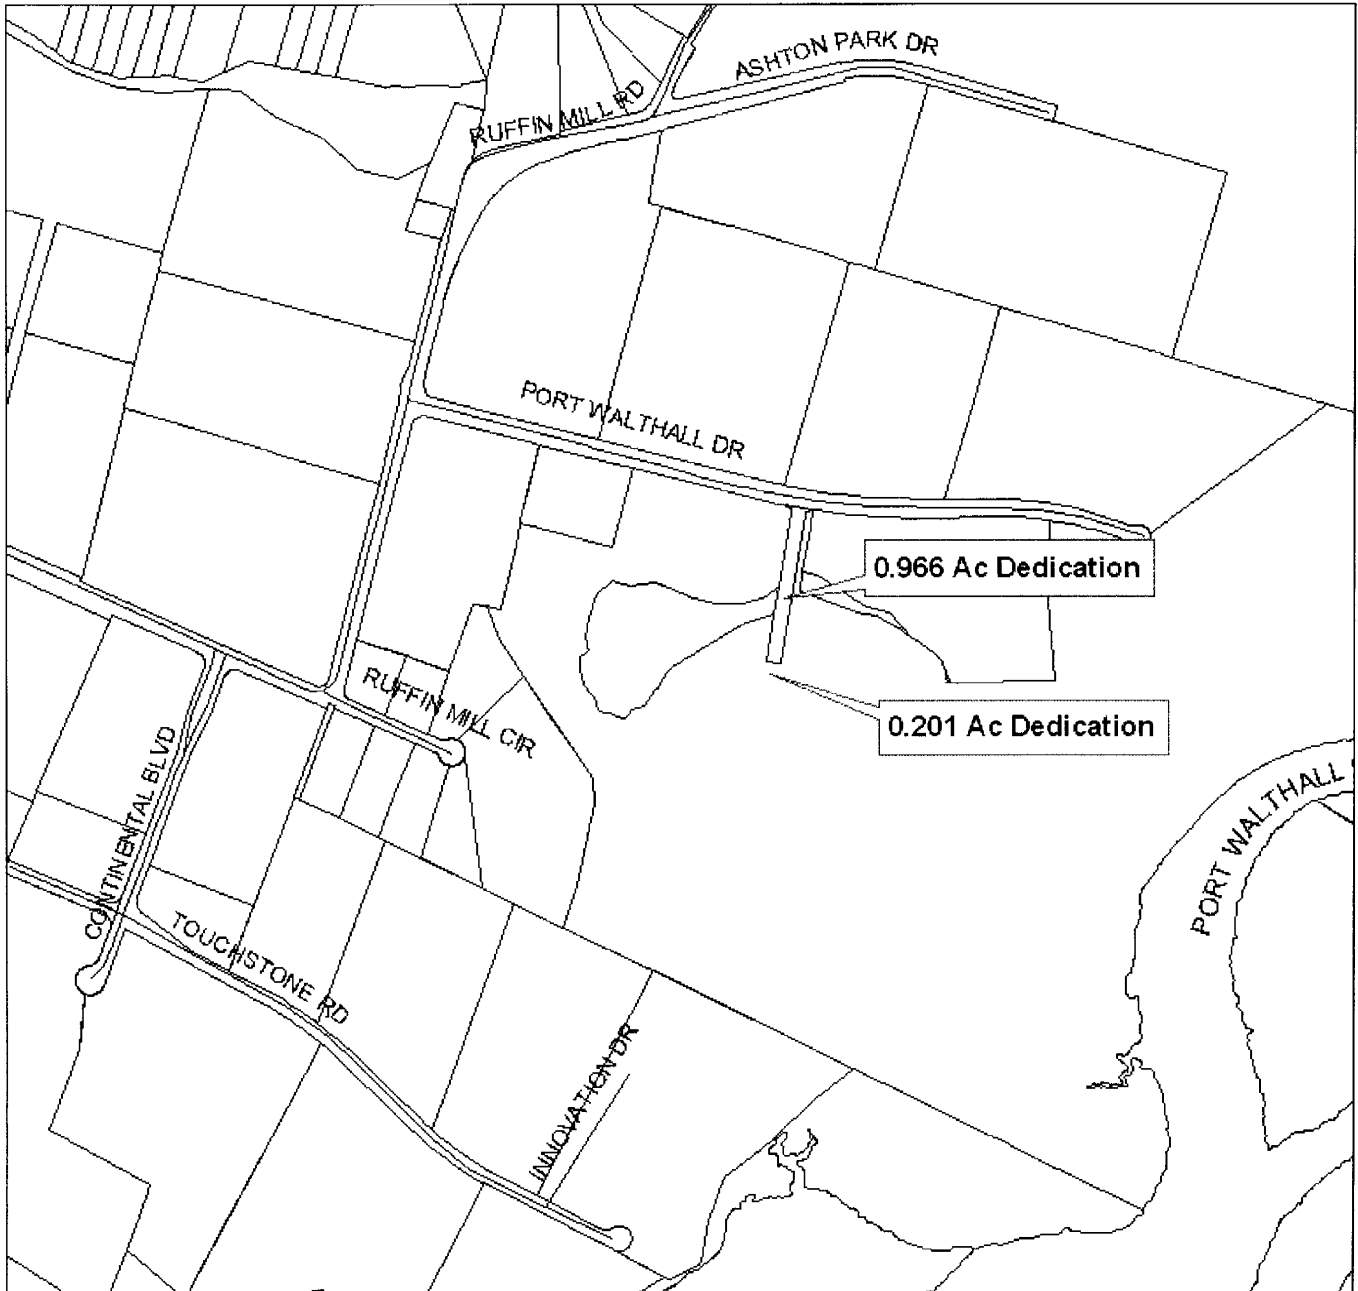 ASHTON PARK DR
RUFFIN MILL RD
PORT WALTHALL DR
0.966 Ac Dedication
RUFFIN MILL CIR
0.201 Ac Dedication
CONTINENTAL BLVD
PORT WALTHALL
TOUCHSTONE RD
INNOVATION DR